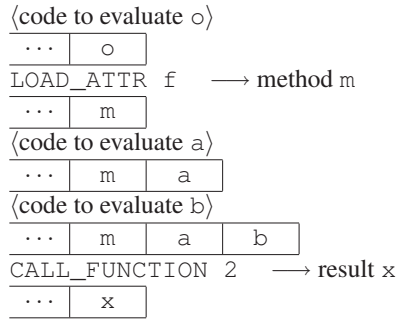 ⟨code to evaluate o⟩
··· o
LOAD_ATTR f ⟶ method m
··· m
⟨code to evaluate a⟩
··· m a
⟨code to evaluate b⟩
··· m a b
CALL_FUNCTION 2 ⟶ result x
··· x